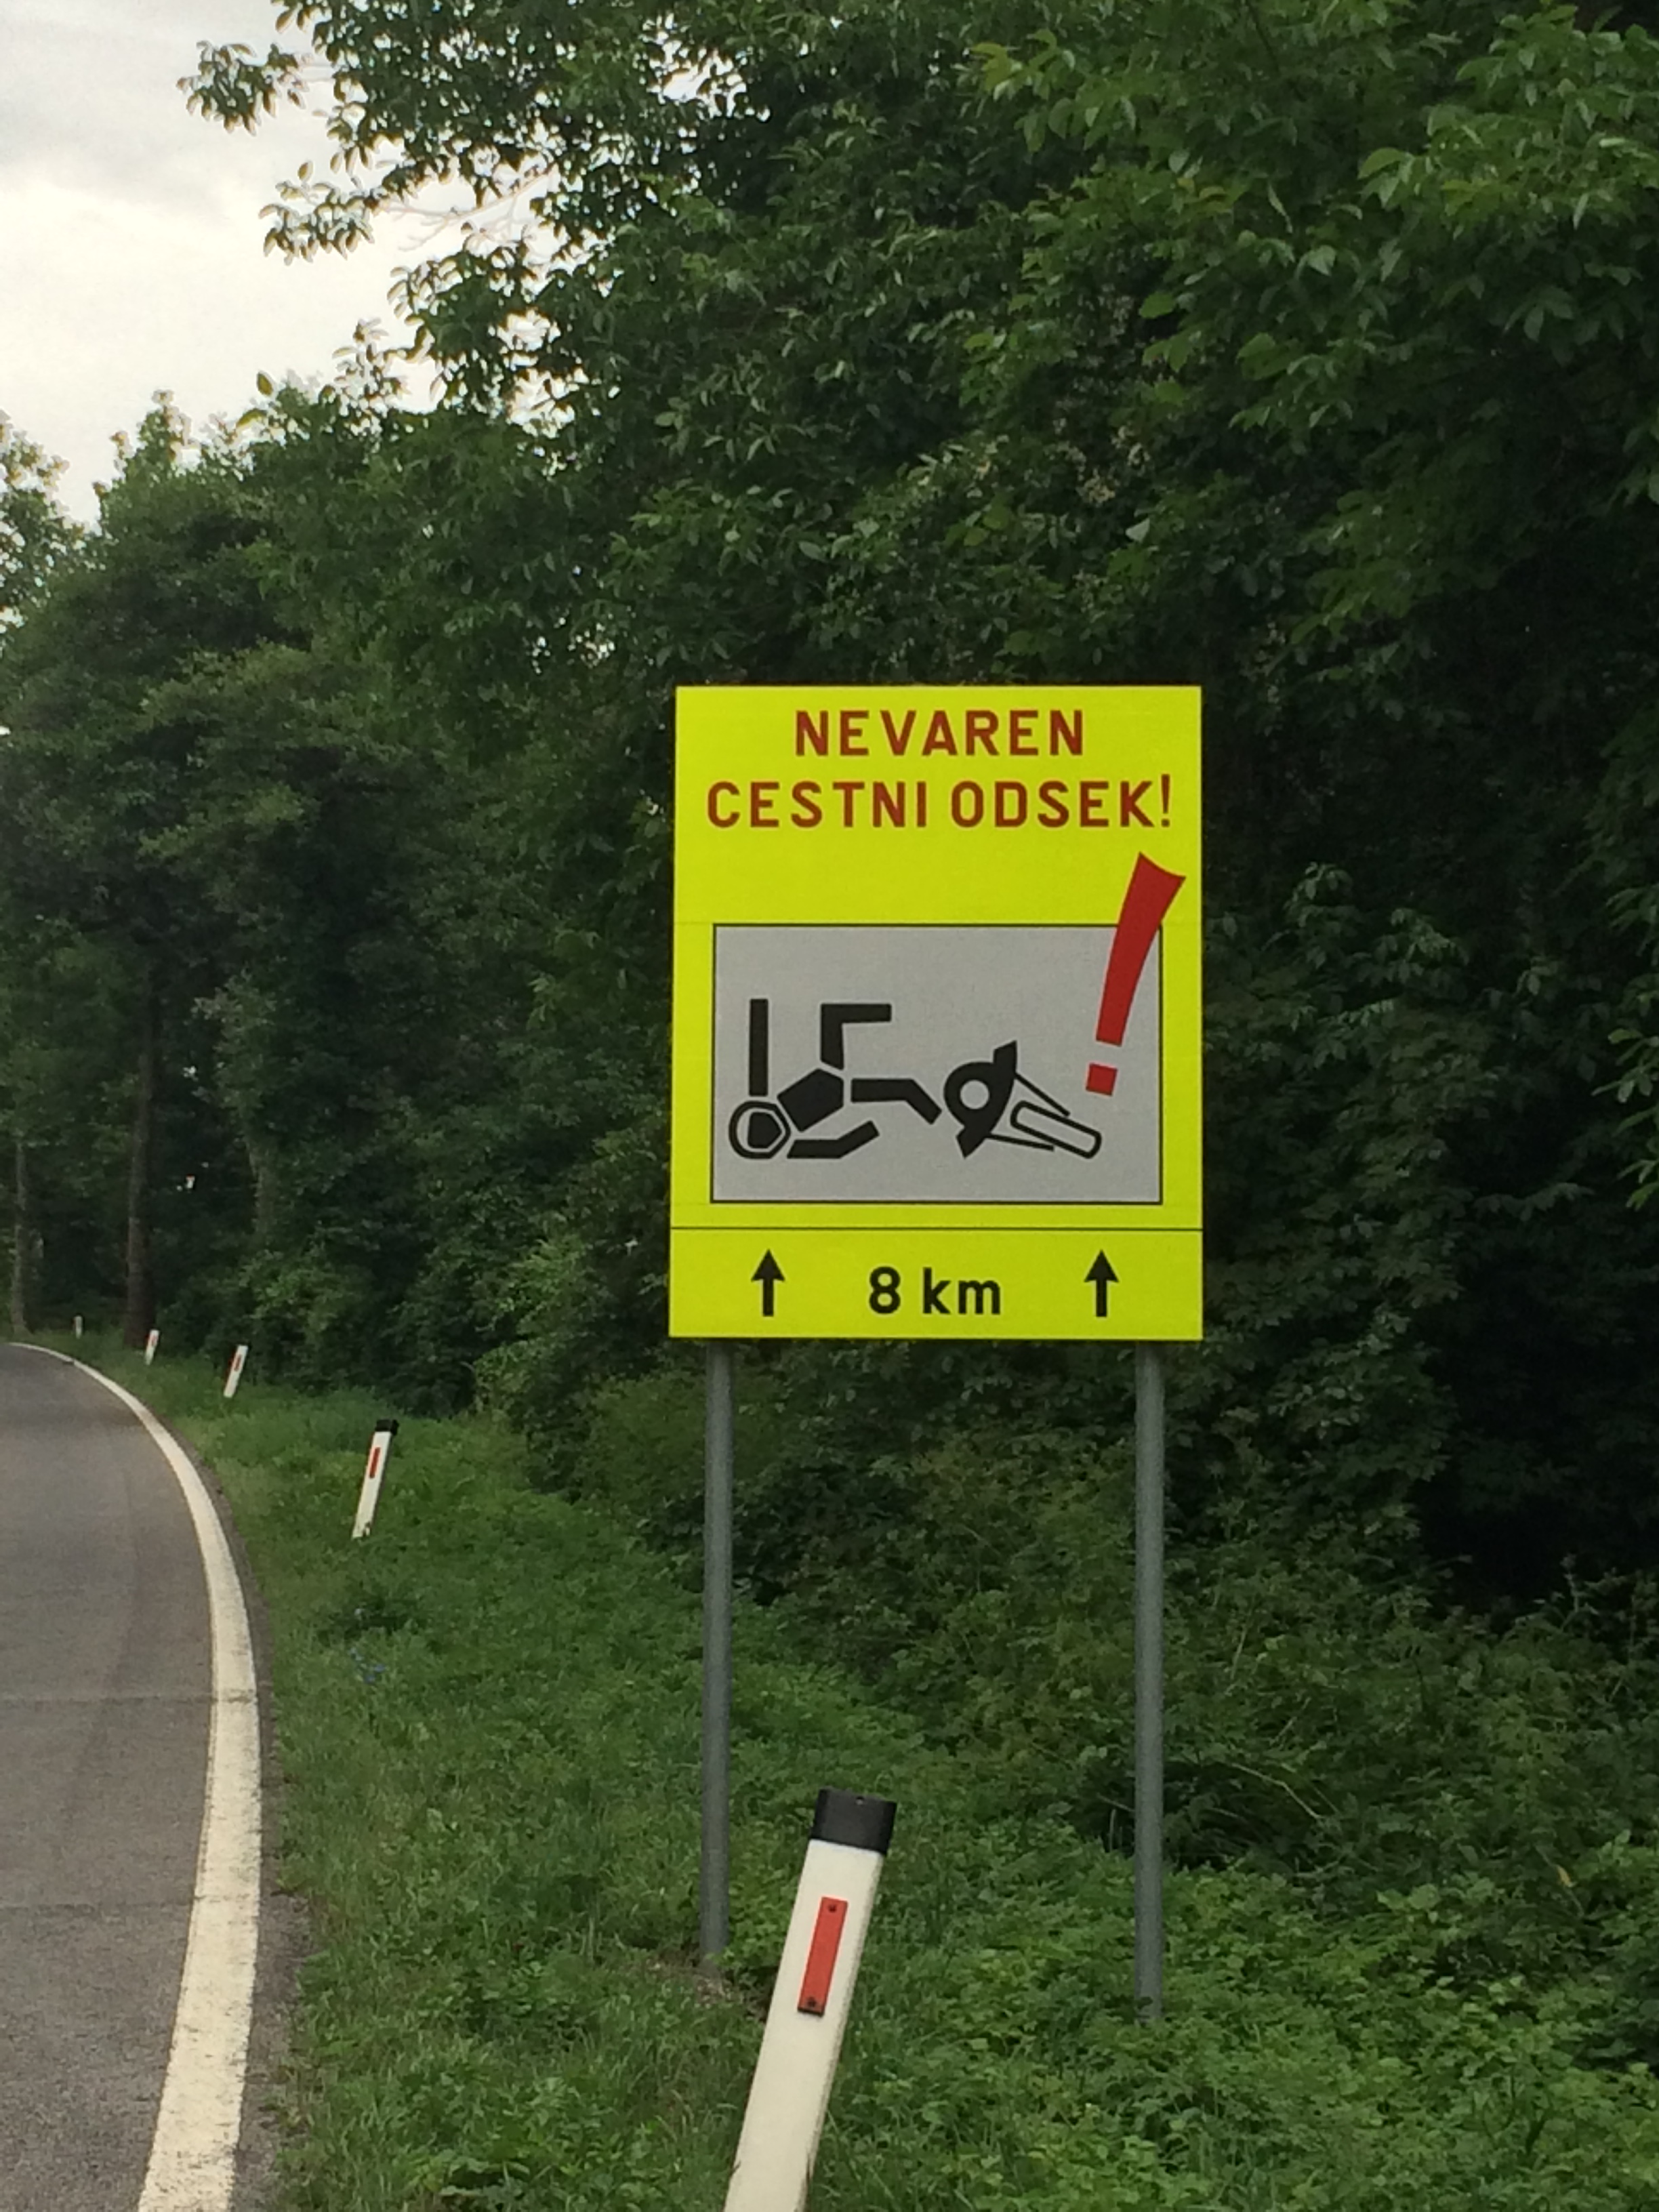 NEVAREN
CESTNI ODSEK!
8 km